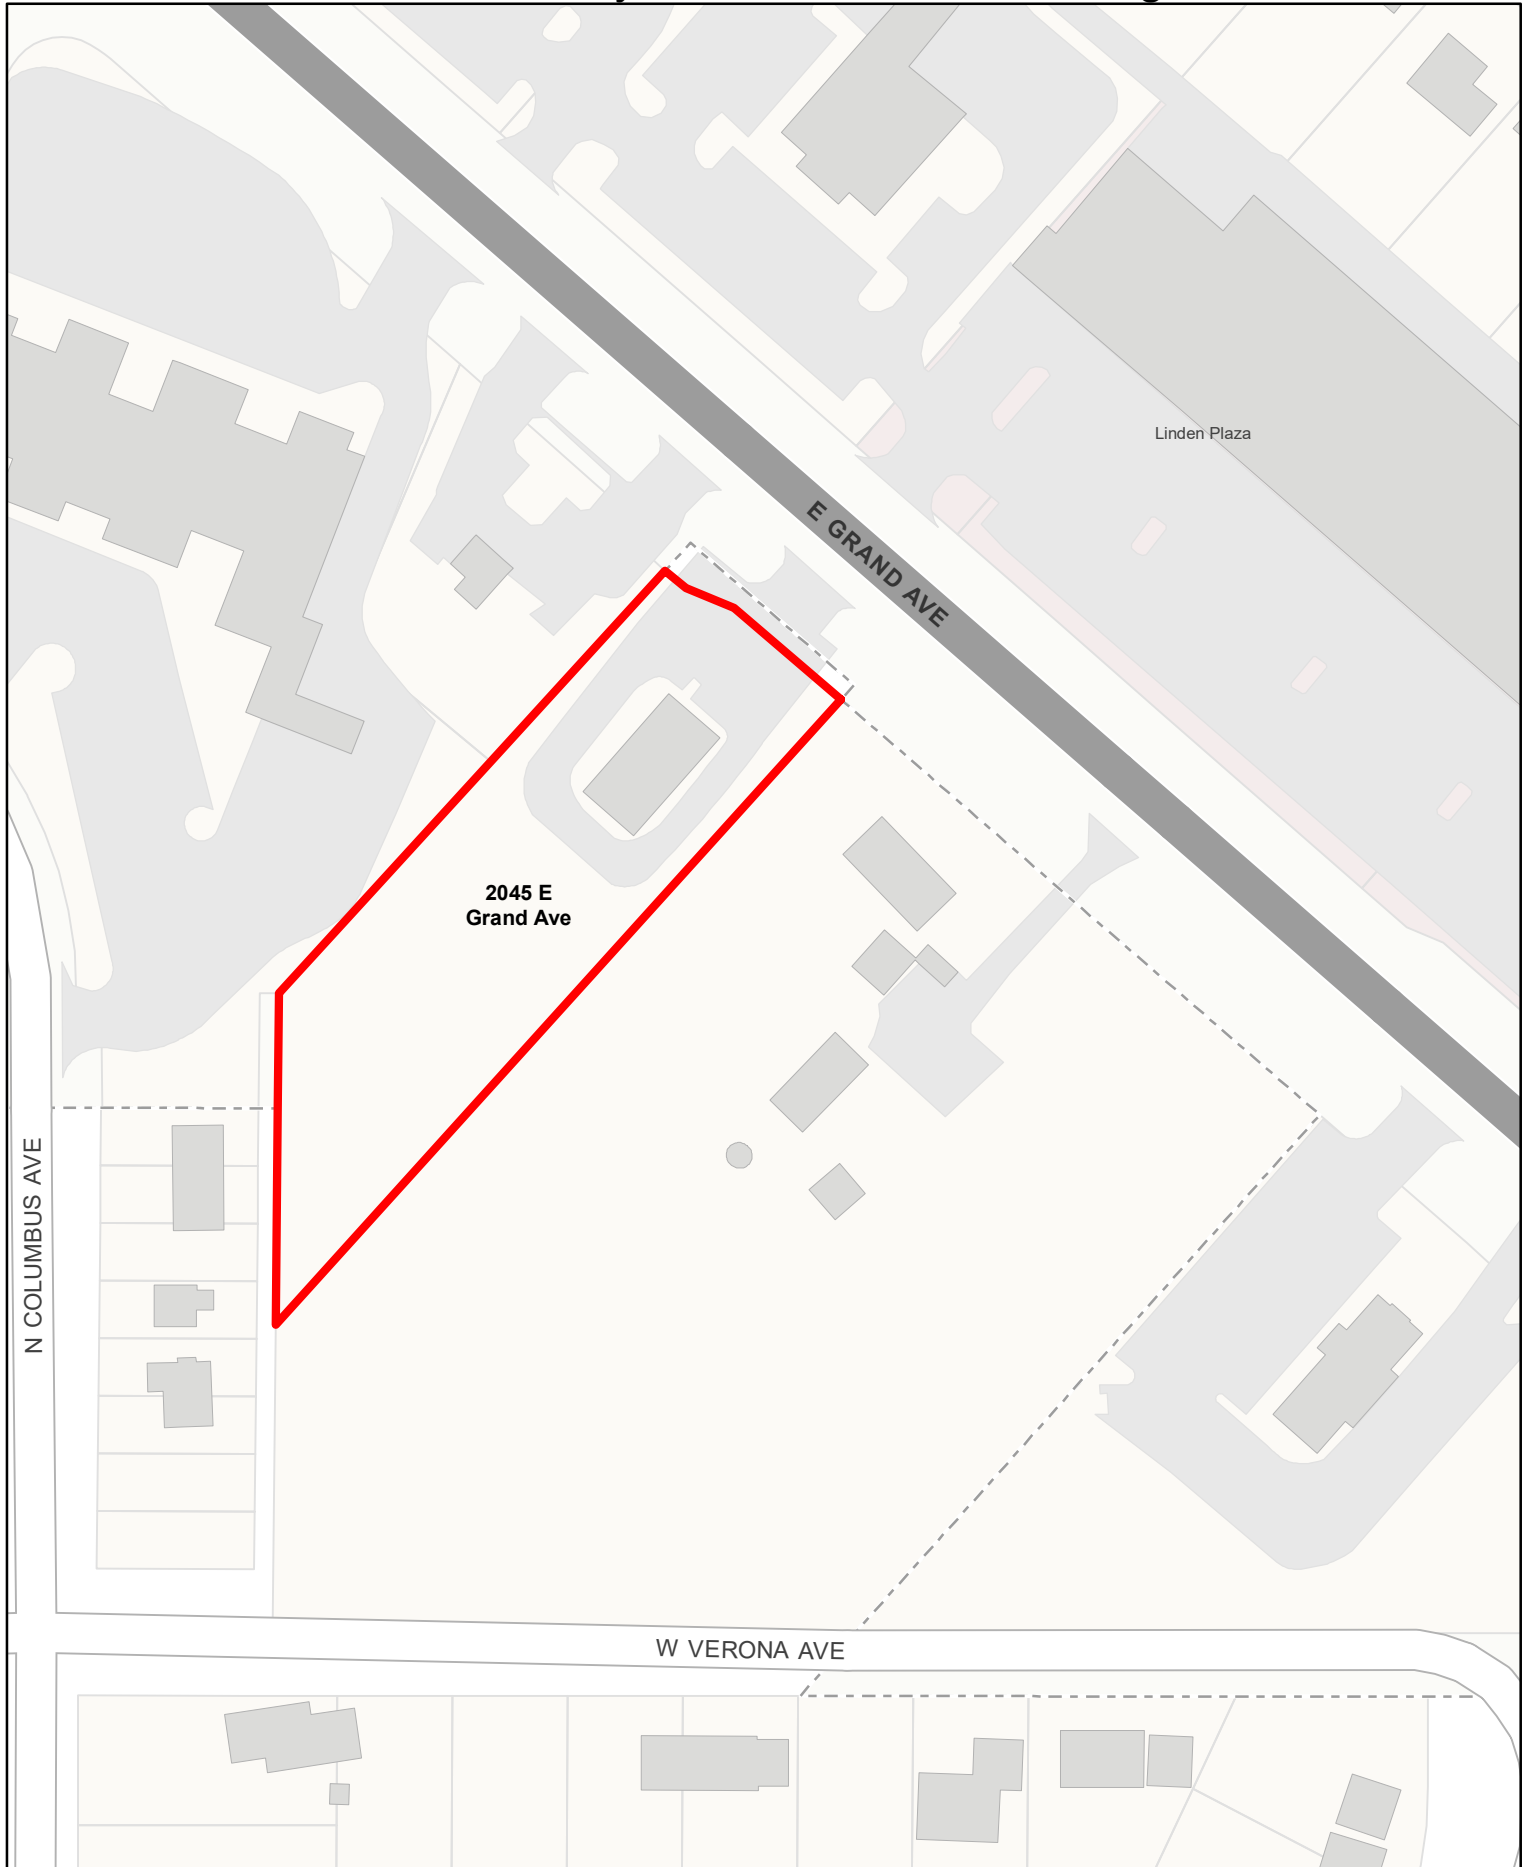 Linden Plaza
E GRAND AVE
2045 E
Grand Ave
N COLUMBUS AVE
W VERONA AVE